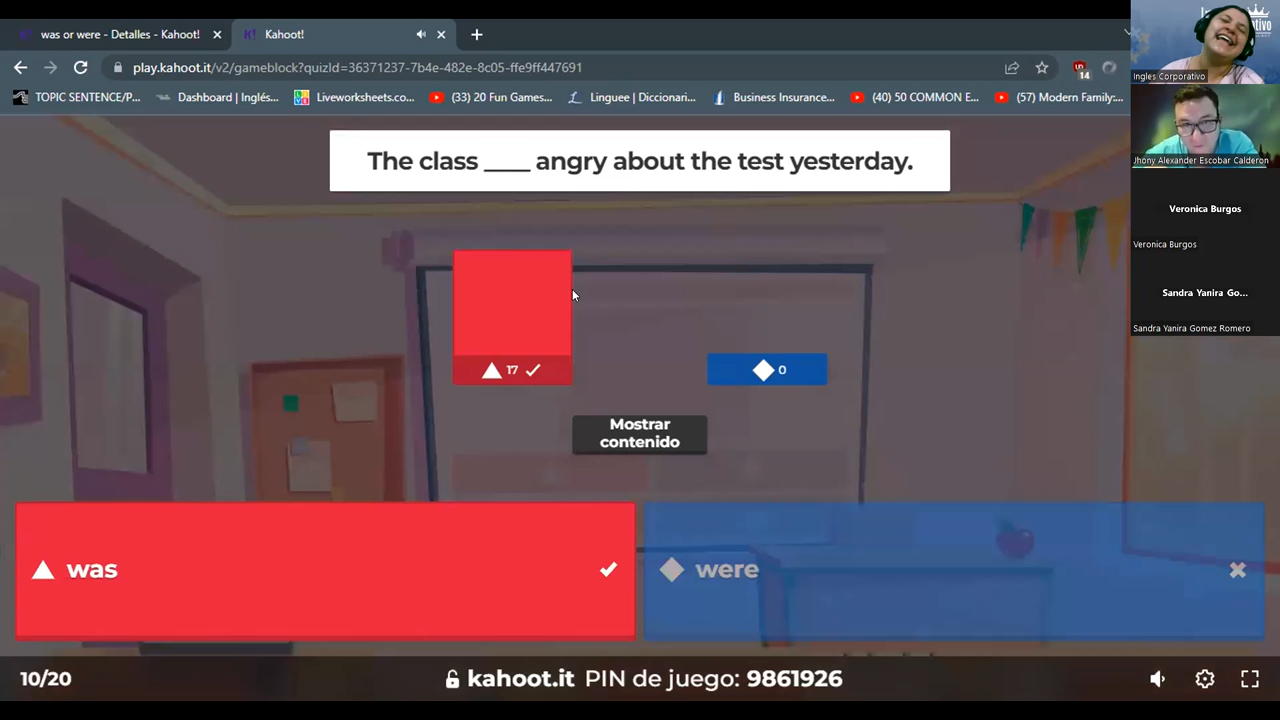 was or were - Detalles - Kahoot!
Kahoot!
play.kahoot.it/v2/gameblock?quizId=36371237-7b4e-482e-8c05-ffe9ff447691
14
TOPIC SENTENCE/P...
Dashboard | Inglés...
Liveworksheets.co...
(33) 20 Fun Games...
Linguee | Diccionari...
Business Insurance...
(40) 50 COMMON E...
(57) Modern Family:...
Ingles Corporativo
Jhony Alexander Escobar Calderon
Veronica Burgos
Veronica Burgos
Sandra Yanira Go...
Sandra Yanira Gomez Romero
The class ____ angry about the test yesterday.
17
0
Mostrar
contenido
was
were
10/20
kahoot.it PIN de juego: 9861926